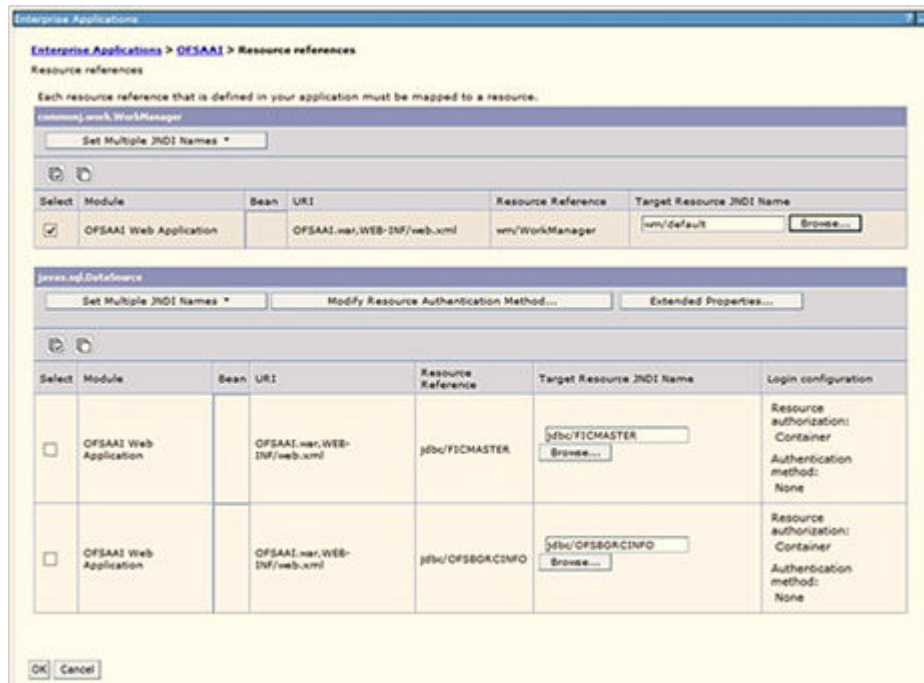 Enterprise Applications
?
Enterprise Applications > OFSAAI > Resource references
Resource references
Each resource reference that is defined in your application must be mapped to a resource.
commonj.work.WorkManager
Set Multiple JNDI Names
Select Module Bean URI Resource Reference Target Resource JNDI Name
OFSAAI Web Application OFSAAI.war,WEB-INF/web.xml wm/WorkManager wm/default Browse...
javax.sql.DataSource
Set Multiple JNDI Names Modify Resource Authentication Method... Extended Properties...
Select Module Bean URI Resource Reference Target Resource JNDI Name Login configuration
OFSAAI Web Application
OFSAAI.war,WEB-INF/web.xml
jdbc/FICMASTER
jdbc/FICMASTER
Browse...
Resource authorization:
Container
Authentication method:
None
OFSAAI Web Application
OFSAAI.war,WEB-INF/web.xml
jdbc/OFSBGRCINFO
jdbc/OFSBGRCINFO
Browse...
Resource authorization:
Container
Authentication method:
None
OK Cancel